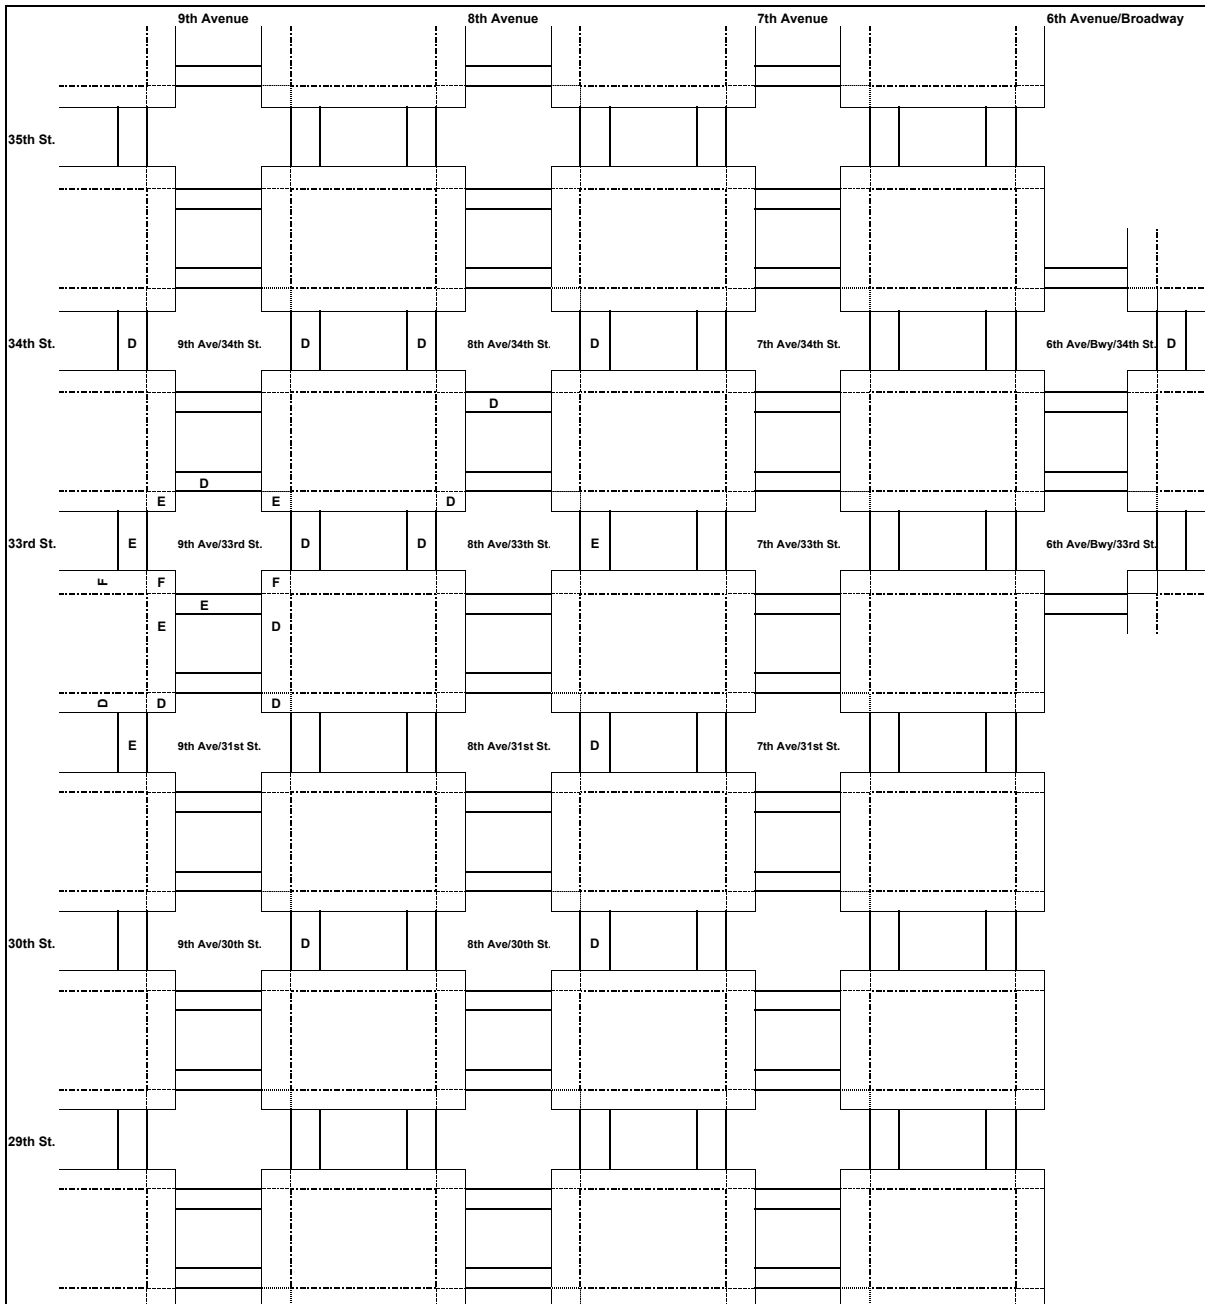 9th Avenue 8th Avenue 7th Avenue 6th Avenue/Broadway
35th St.
34th St. D 9th Ave/34th St. D D 8th Ave/34th St. D 7th Ave/34th St. 6th Ave/Bwy/34th St. D
D
D
E E D
33rd St. E 9th Ave/33rd St. D D 8th Ave/33th St. E 7th Ave/33th St. 6th Ave/Bwy/33rd St.
F F F
E
E D
D D D
E 9th Ave/31st St. 8th Ave/31st St. D 7th Ave/31st St.
30th St. 9th Ave/30th St. D 8th Ave/30th St. D
29th St.